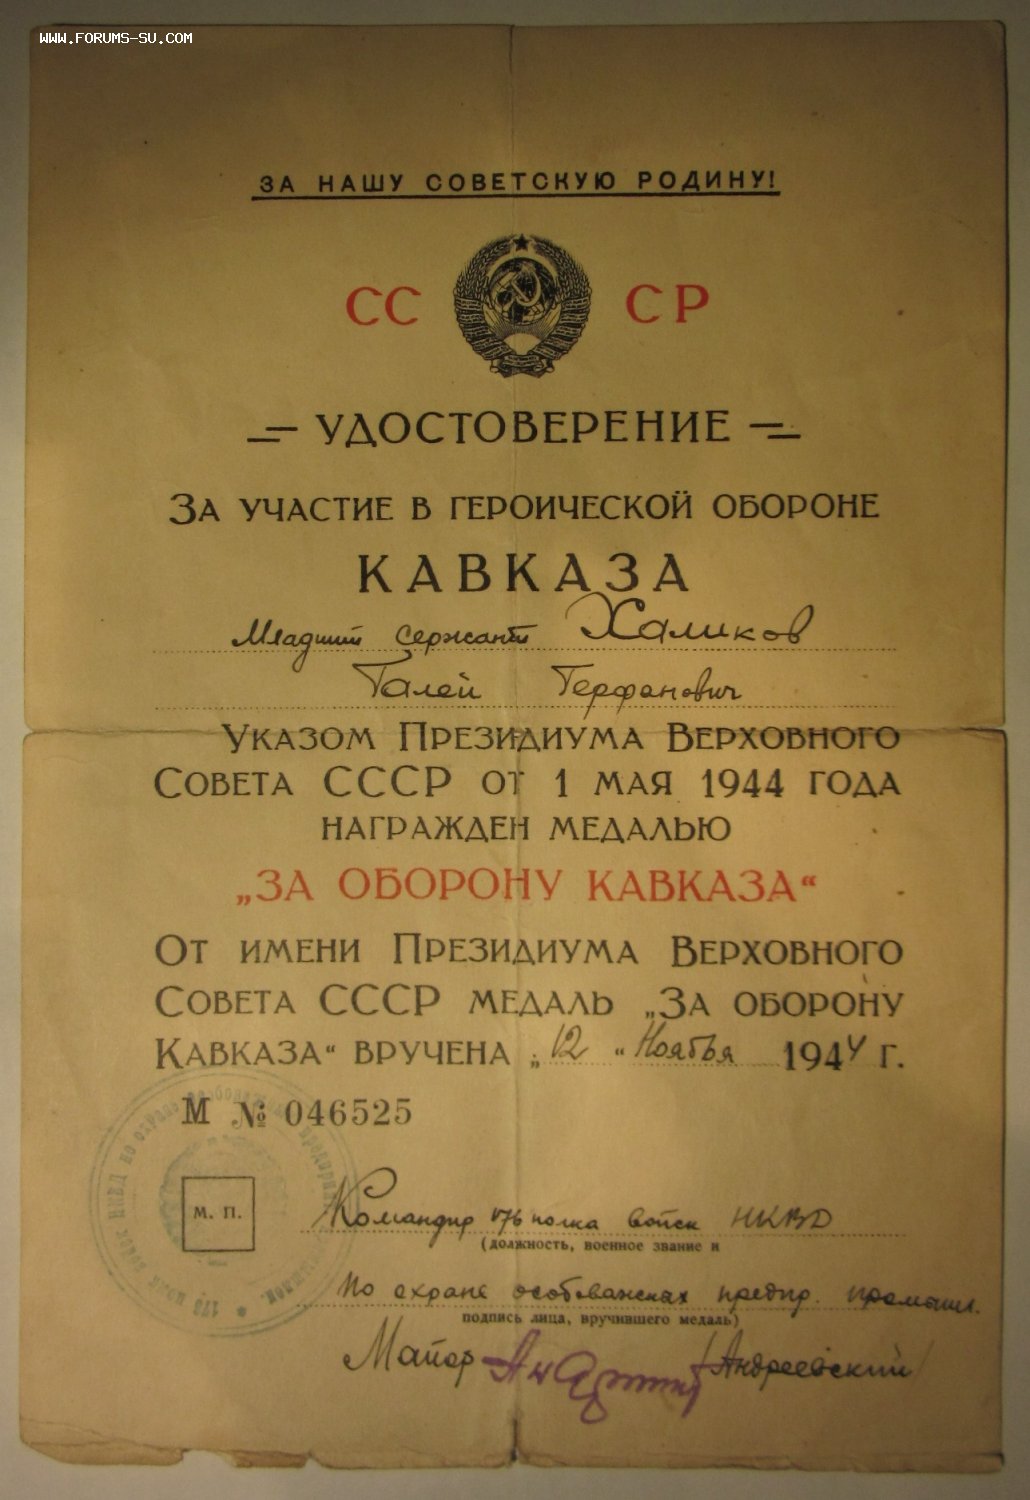 www.forums-su.com
ЗА НАШУ СОВЕТСКУЮ РОДИНУ!
СС СР
УДОСТОВЕРЕНИЕ
ЗА УЧАСТИЕ В ГЕРОИЧЕСКОЙ ОБОРОНЕ
КАВКАЗА
Младший сержант Халиков
Галей Герфанович
УКАЗОМ ПРЕЗИДИУМА ВЕРХОВНОГО
СОВЕТА СССР ОТ 1 МАЯ 1944 ГОДА
НАГРАЖДЕН МЕДАЛЬЮ
„ЗА ОБОРОНУ КАВКАЗА“
ОТ ИМЕНИ ПРЕЗИДИУМА ВЕРХОВНОГО
СОВЕТА СССР МЕДАЛЬ „ЗА ОБОРОНУ
КАВКАЗА“ ВРУЧЕНА „12“ Ноября 1944 г.
М № 046525
М. П.
Командир 176 полка войск НКВД
(должность, военное звание и
По охране особоважных предпр. промышл.
подпись лица, вручившего медаль)
Майор /Андреевский/